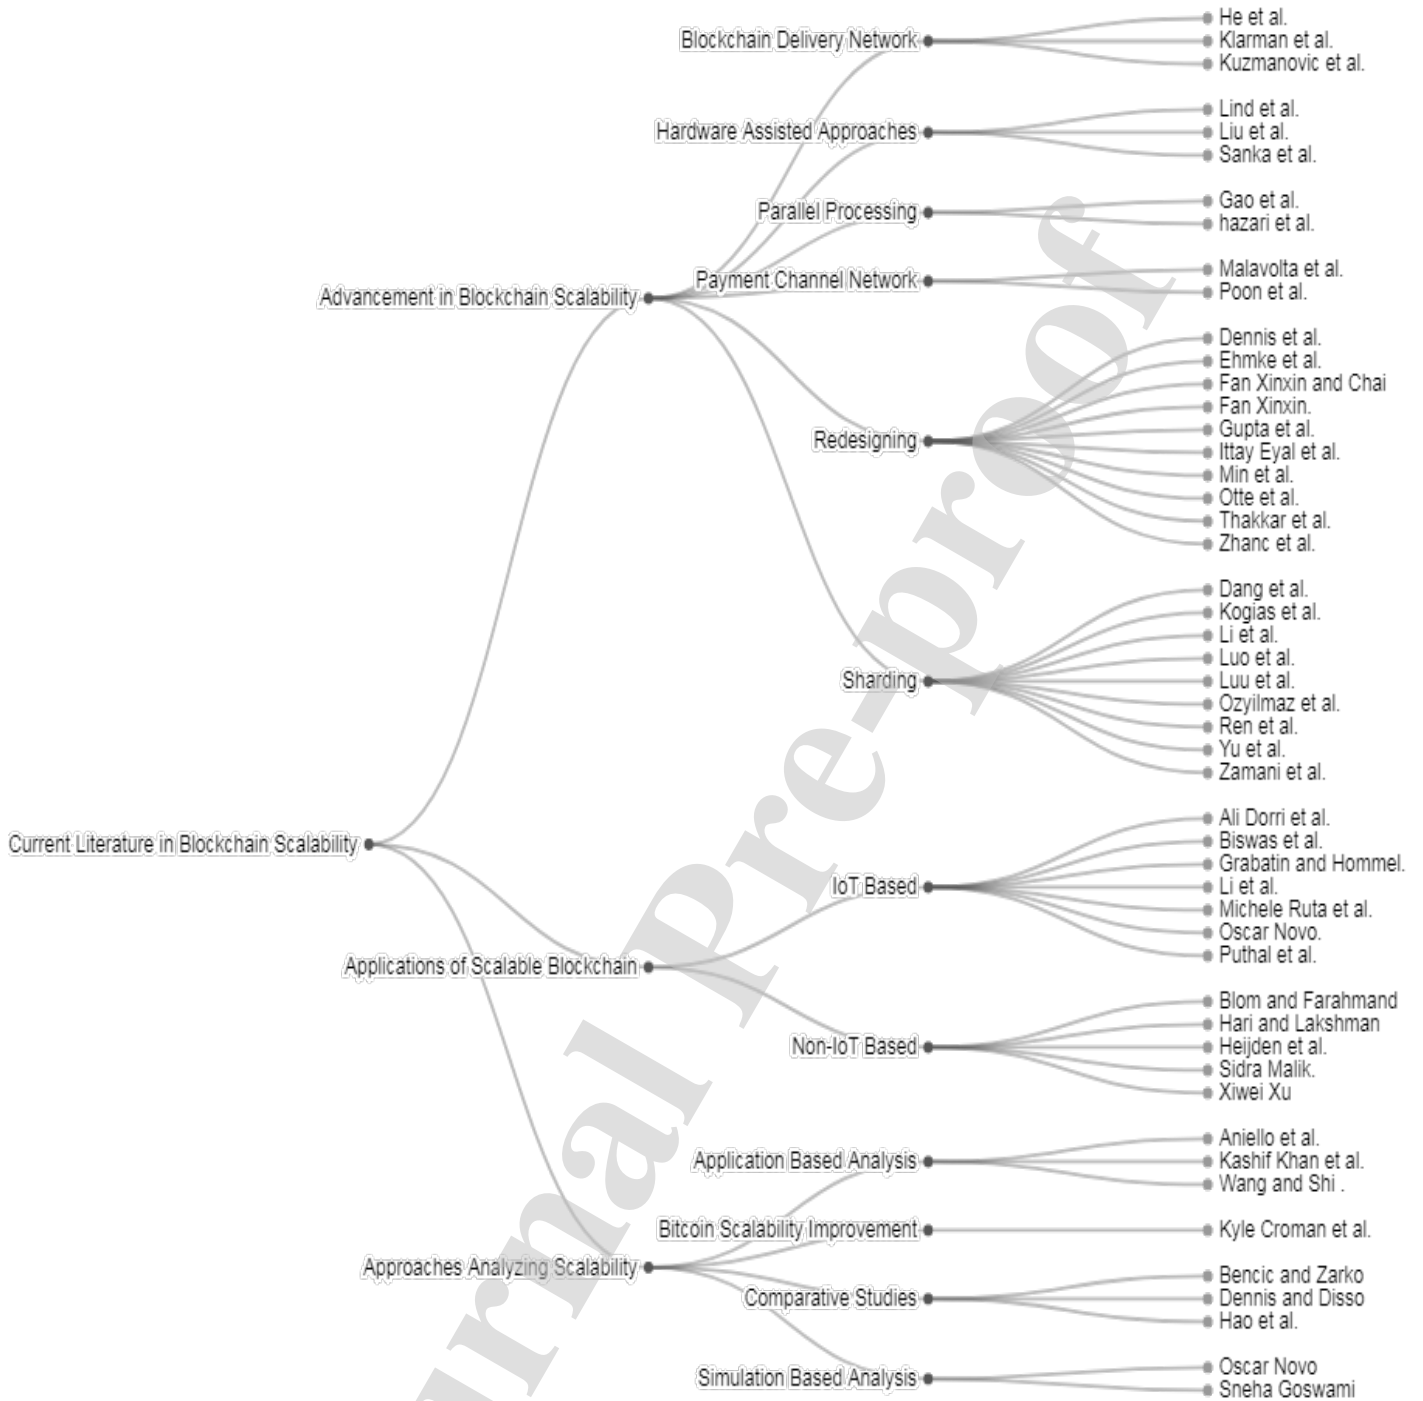 Current Literature in Blockchain Scalability
Advancement in Blockchain Scalability
Blockchain Delivery Network
He et al.
Klarman et al.
Kuzmanovic et al.
Hardware Assisted Approaches
Lind et al.
Liu et al.
Sanka et al.
Parallel Processing
Gao et al.
hazari et al.
Payment Channel Network
Malavolta et al.
Poon et al.
Redesigning
Dennis et al.
Ehmke et al.
Fan Xinxin and Chai
Fan Xinxin.
Gupta et al.
Ittay Eyal et al.
Min et al.
Otte et al.
Thakkar et al.
Zhanc et al.
Sharding
Dang et al.
Kogias et al.
Li et al.
Luo et al.
Luu et al.
Ozyilmaz et al.
Ren et al.
Yu et al.
Zamani et al.
Applications of Scalable Blockchain
IoT Based
Ali Dorri et al.
Biswas et al.
Grabatin and Hommel.
Li et al.
Michele Ruta et al.
Oscar Novo.
Puthal et al.
Non-IoT Based
Blom and Farahmand
Hari and Lakshman
Heijden et al.
Sidra Malik.
Xiwei Xu
Approaches Analyzing Scalability
Application Based Analysis
Aniello et al.
Kashif Khan et al.
Wang and Shi .
Bitcoin Scalability Improvement
Kyle Croman et al.
Comparative Studies
Bencic and Zarko
Dennis and Disso
Hao et al.
Simulation Based Analysis
Oscar Novo
Sneha Goswami
urnal Pre-proof